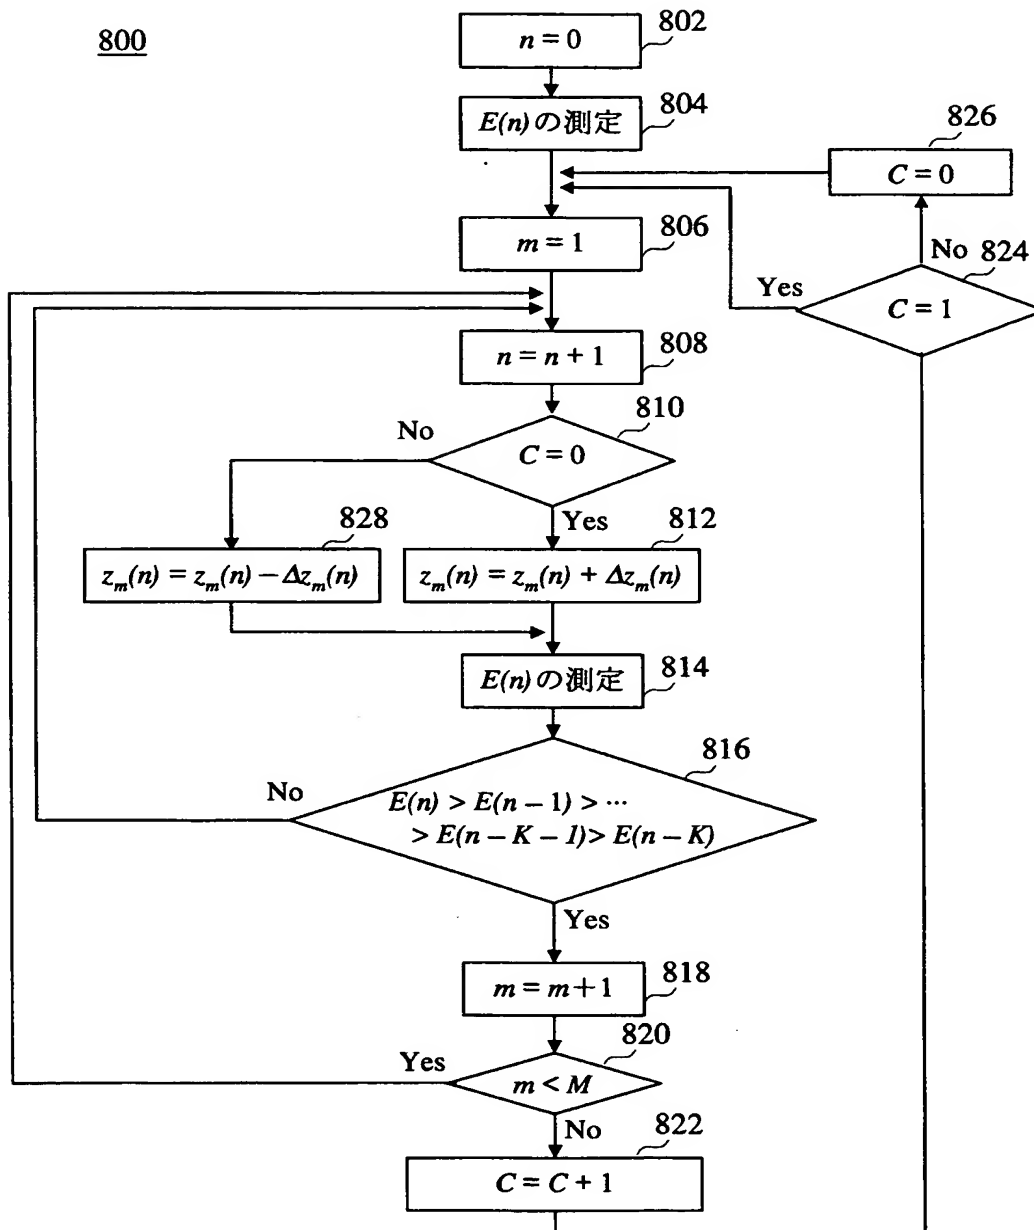 800
802
n = 0
804
E(n) の測定
826
C = 0
806
m = 1
No
824
Yes
C = 1
808
n = n + 1
810
No
C = 0
Yes
828
812
z_m(n) = z_m(n) − Δz_m(n)
z_m(n) = z_m(n) + Δz_m(n)
814
E(n) の測定
816
No
E(n) > E(n − 1) > ···
> E(n − K − 1) > E(n − K)
Yes
818
m = m + 1
820
Yes
m < M
No
822
C = C + 1